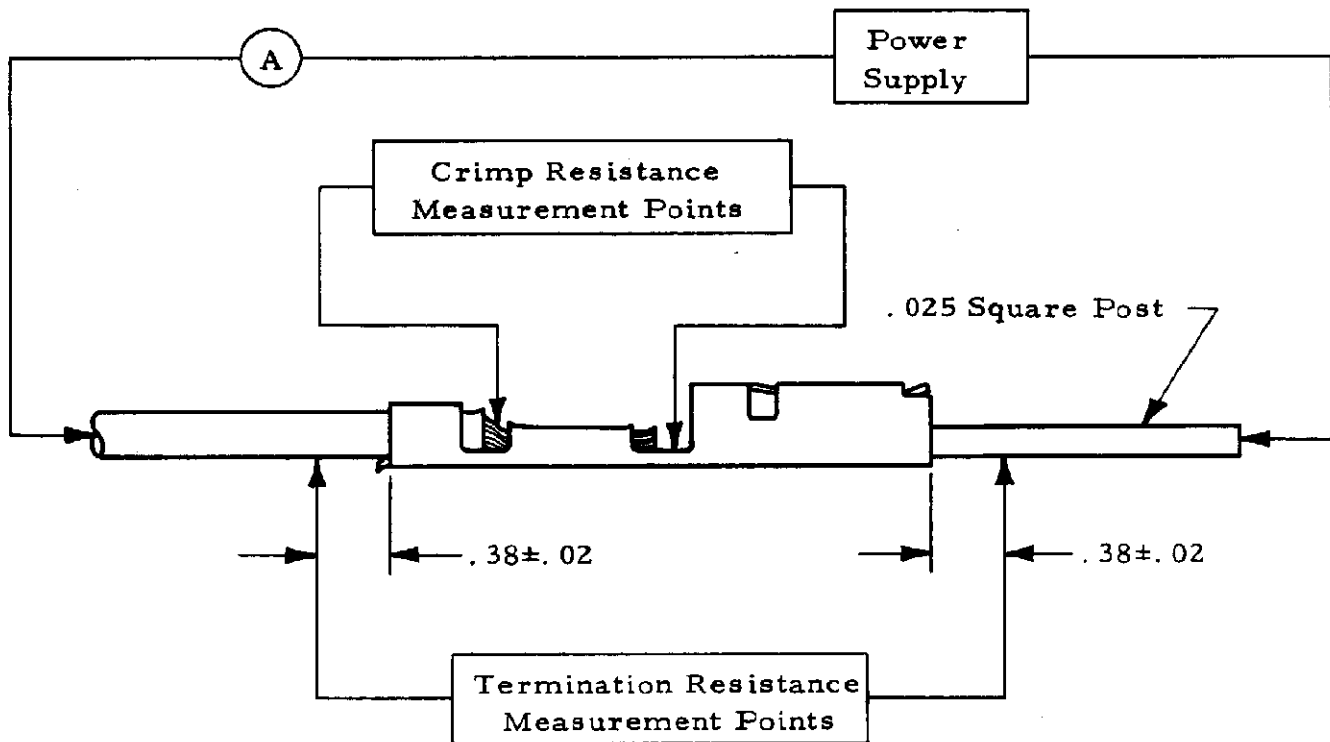 A
Power
Supply
Crimp Resistance
Measurement Points
.025 Square Post
.38±.02
.38±.02
Termination Resistance
Measurement Points